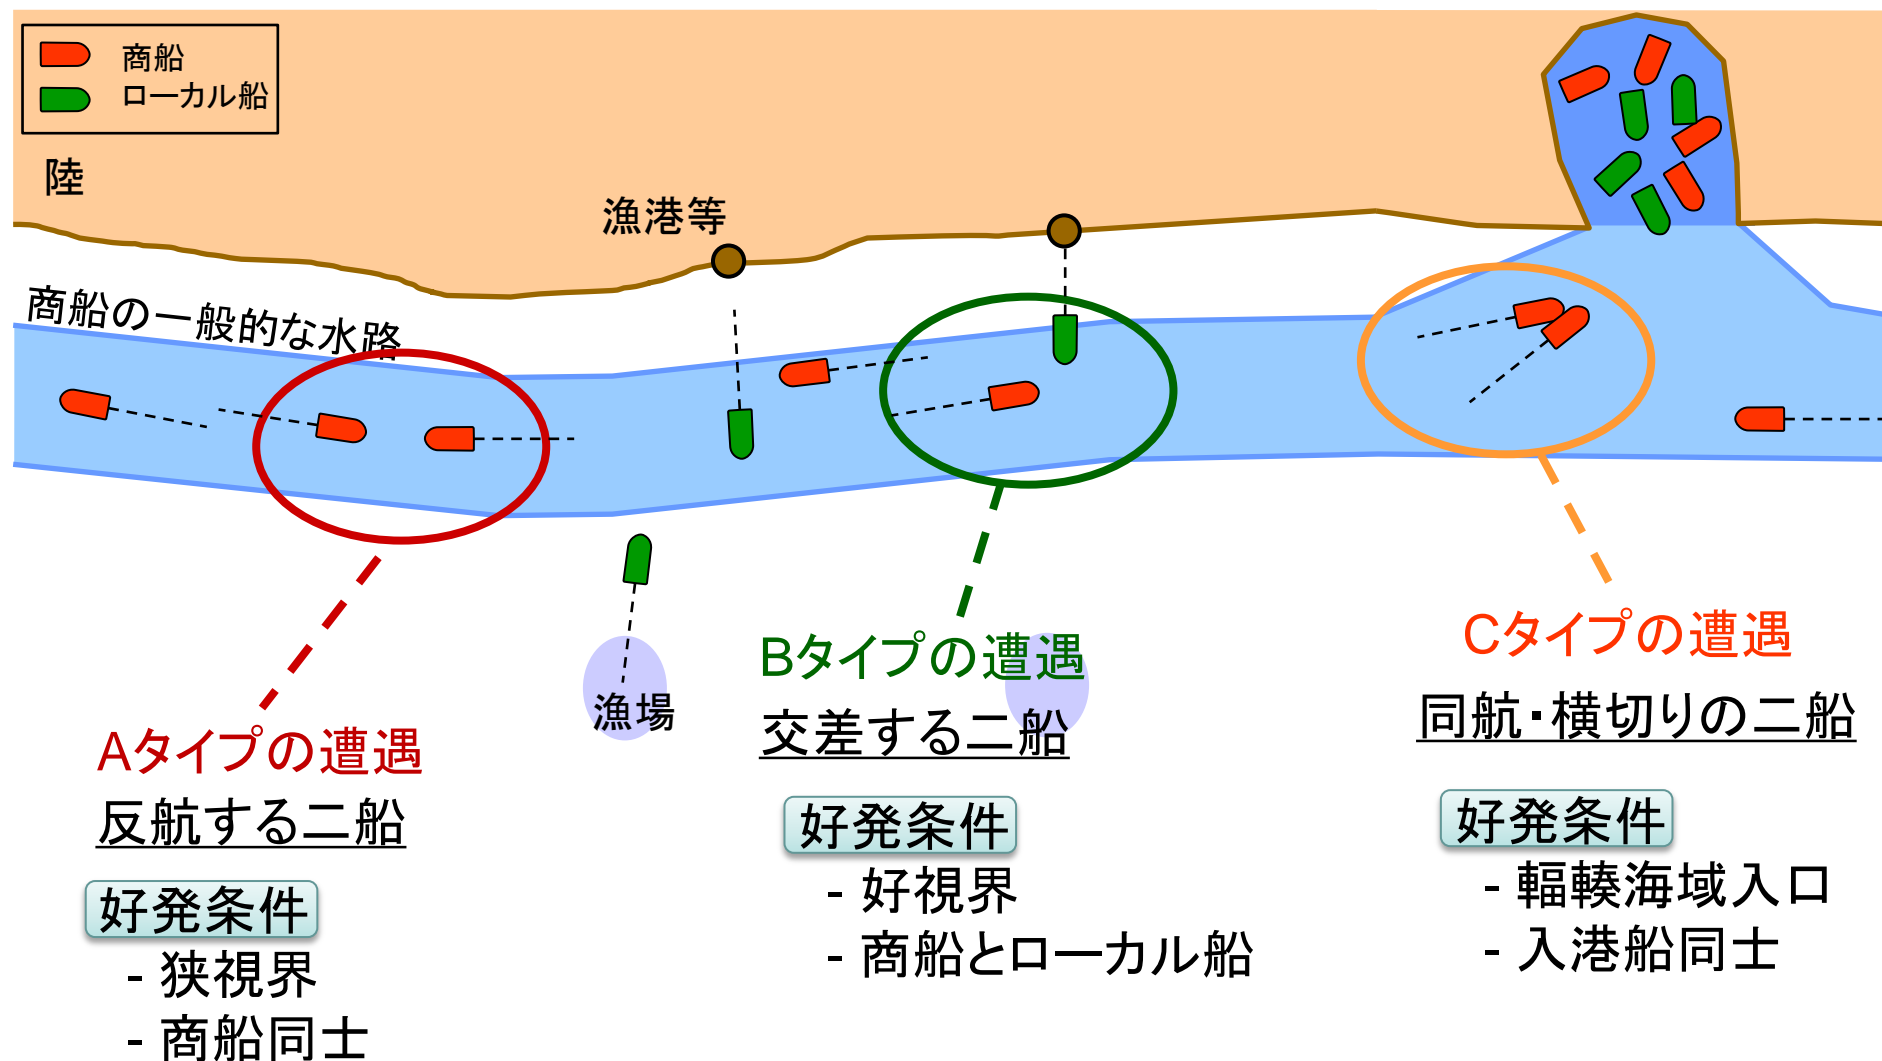 商船
ローカル船
陸
漁港等
商船の一般的な水路
漁場
Aタイプの遭遇
反航する二船
好発条件
- 狭視界
- 商船同士
Bタイプの遭遇
交差する二船
好発条件
- 好視界
- 商船とローカル船
Cタイプの遭遇
同航・横切りの二船
好発条件
- 輻輳海域入口
- 入港船同士